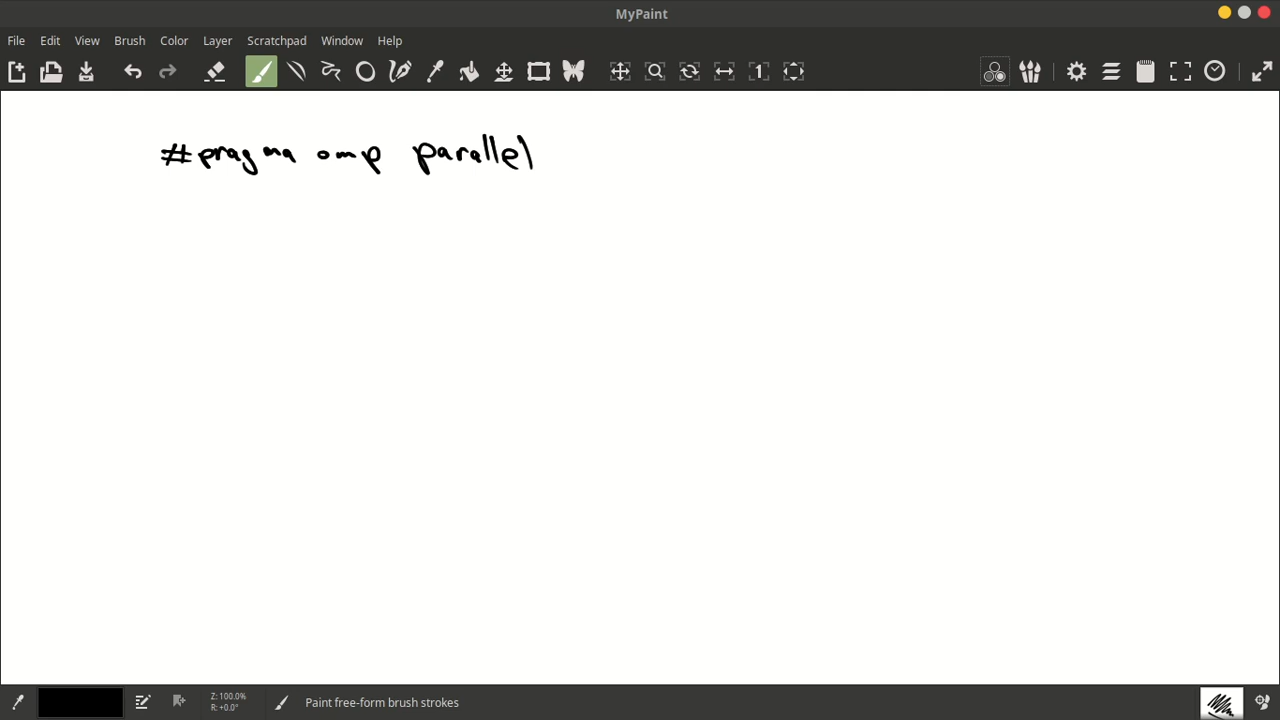 MyPaint
File Edit View Brush Color Layer Scratchpad Window Help
#pragma omp parallel
Z: 100.0%
R: +0.0°
Paint free-form brush strokes